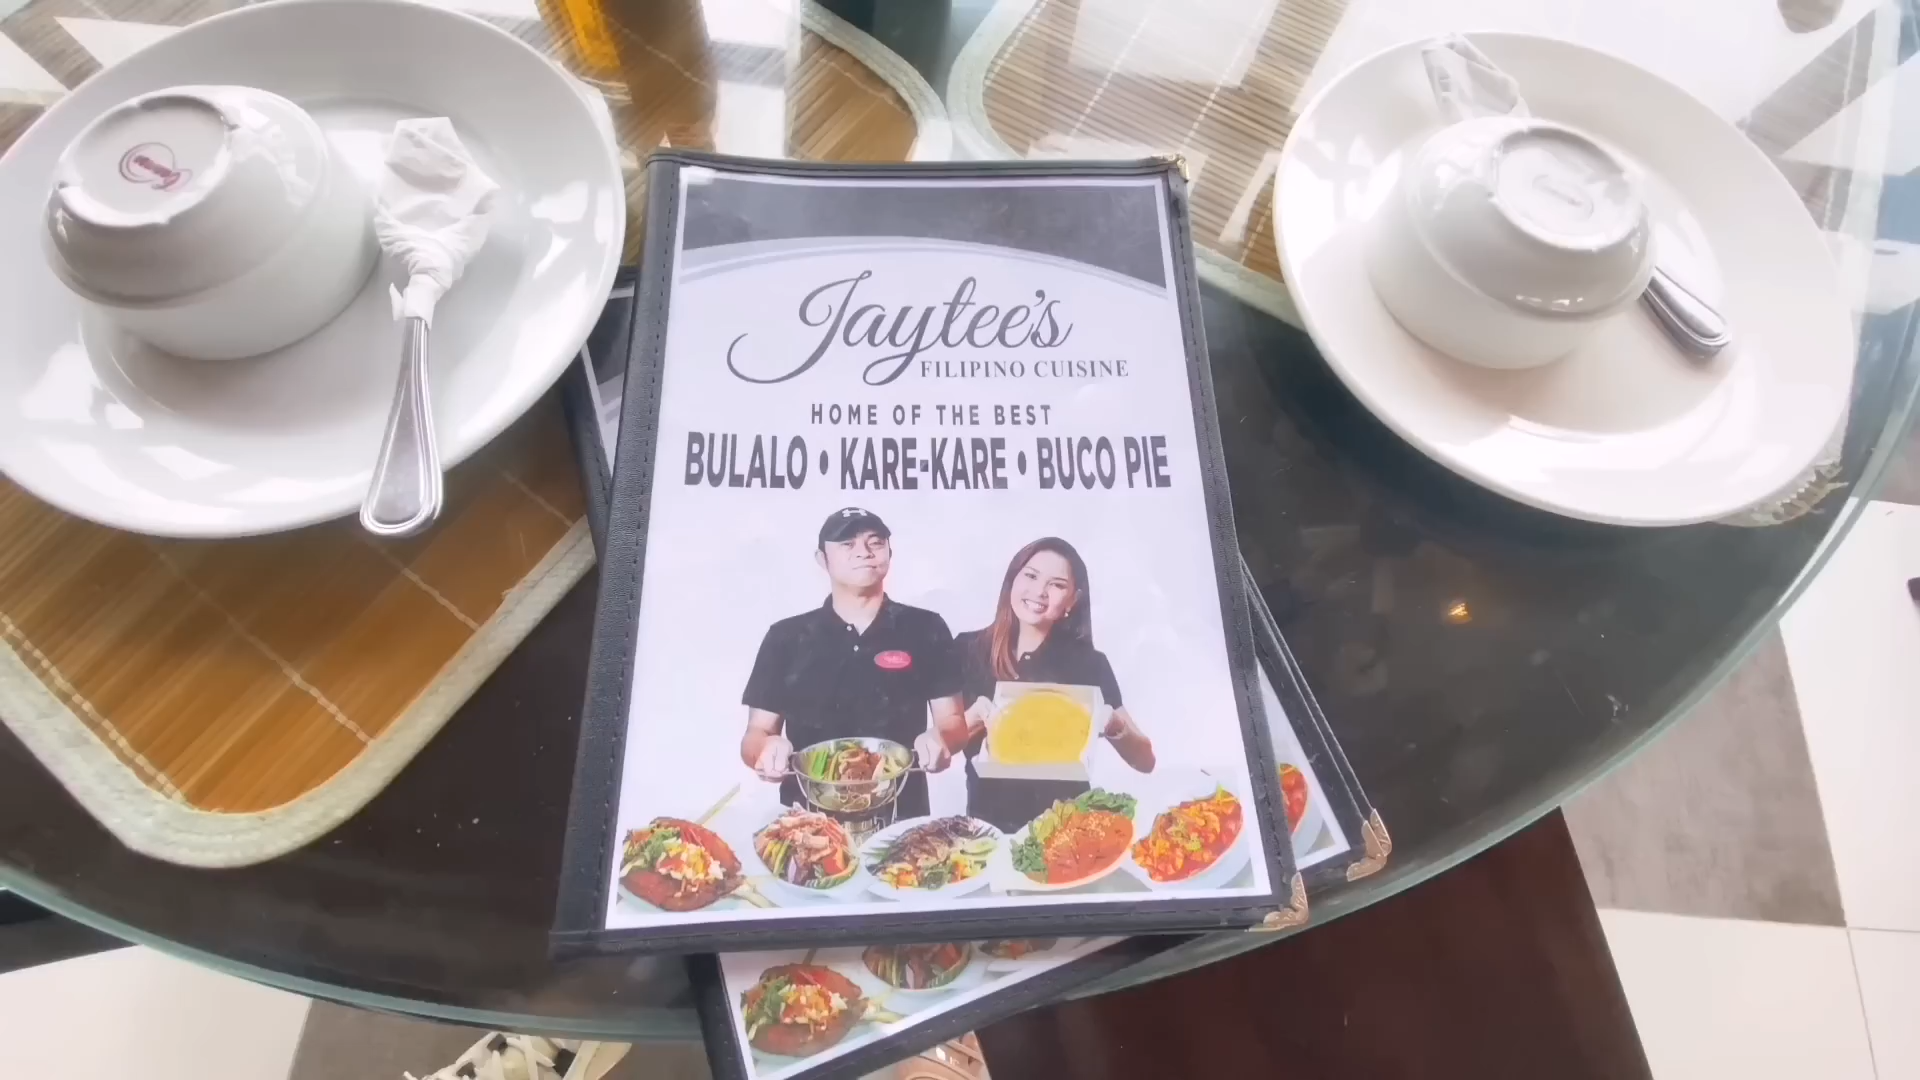 Jaytee's
FILIPINO CUISINE
HOME OF THE BEST
BULALO • KARE-KARE • BUCO PIE